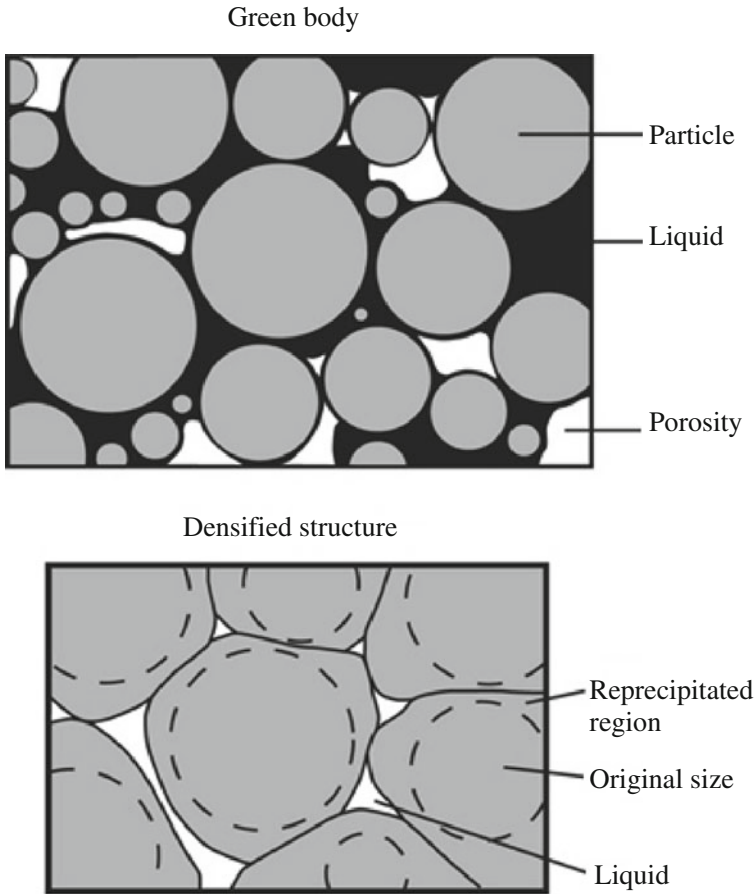 Green body
Particle
Liquid
Porosity
Densified structure
Reprecipitated
region
Original size
Liquid